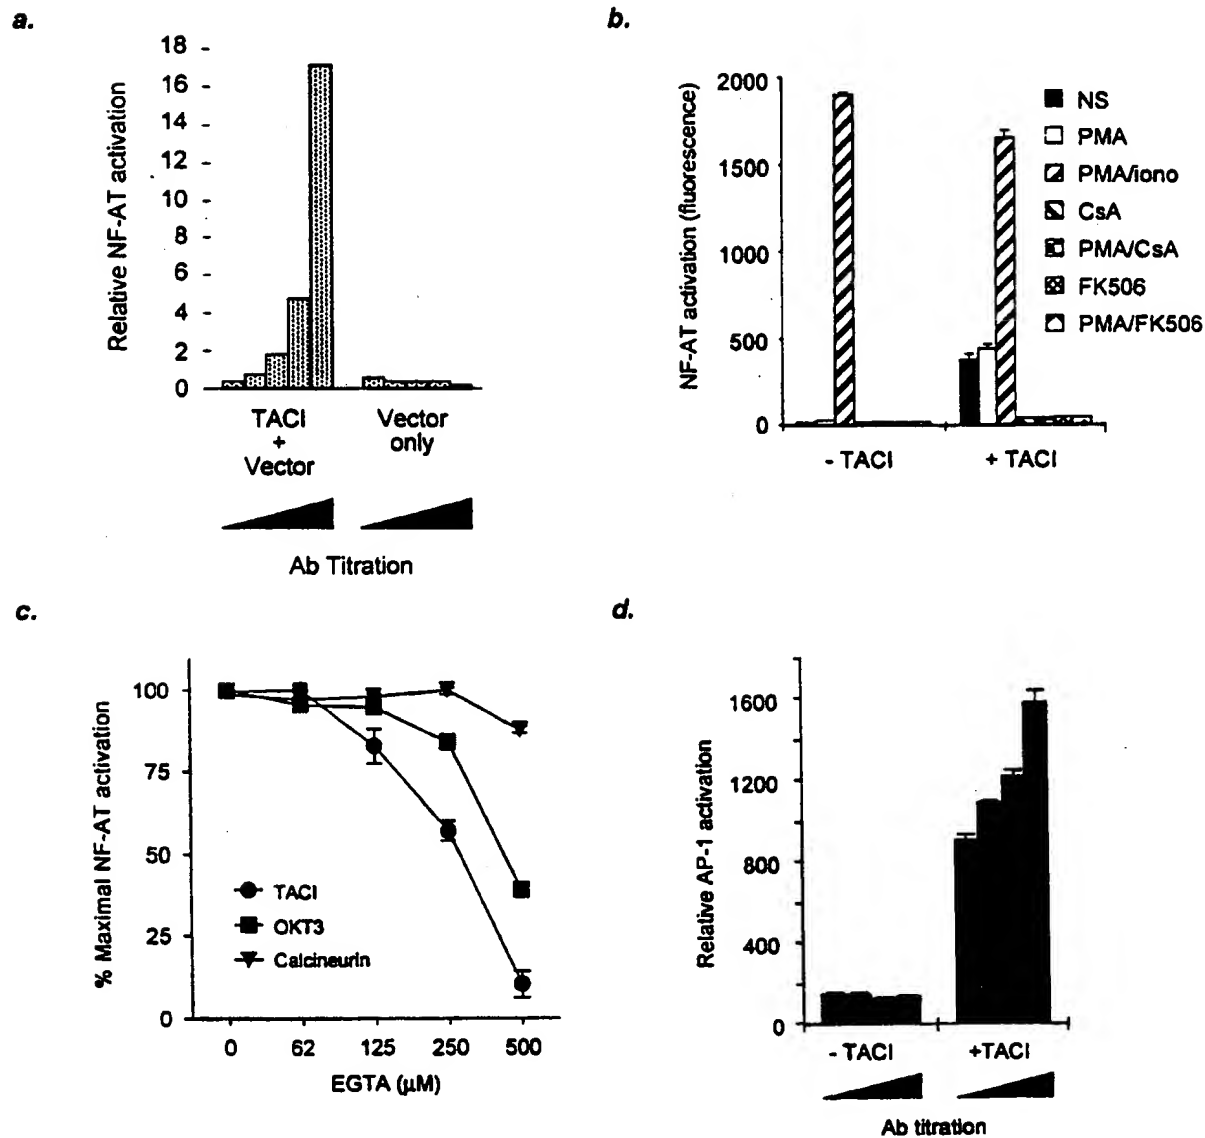 a.
18
16
14
12
10
8
6
4
2
0
Relative NF-AT activation
TACI
+
Vector
Vector
only
Ab Titration
b.
2000
1500
1000
500
0
NF-AT activation (fluorescence)
NS
PMA
PMA/iono
CsA
PMA/CsA
FK506
PMA/FK506
- TACI
+ TACI
c.
100
75
50
25
0
% Maximal NF-AT activation
TACI
OKT3
Calcineurin
0 62 125 250 500
EGTA (µM)
d.
1600
1200
800
400
0
Relative AP-1 activation
- TACI
+TACI
Ab titration